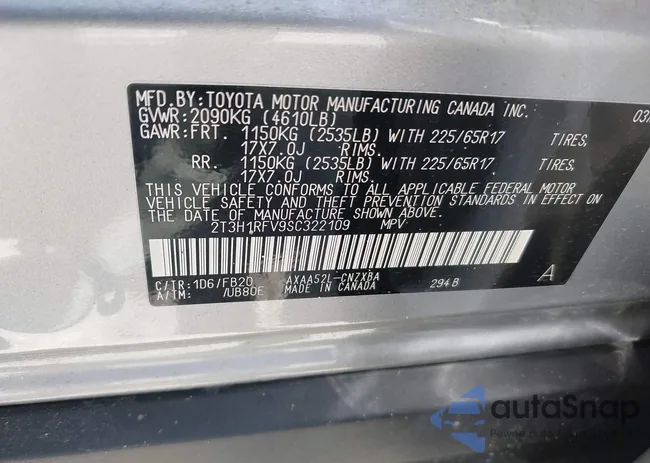 MFD. BY: TOYOTA MOTOR MANUFACTURING CANADA INC.
GVWR: 2090KG (4610LB)
GAWR: FRT. 1150KG (2535LB) WITH 225/65R17 TIRES,
17X7.0J RIMS.
RR. 1150KG (2535LB) WITH 225/65R17 TIRES,
17X7.0J RIMS.
THIS VEHICLE CONFORMS TO ALL APPLICABLE FEDERAL MOTOR
VEHICLE SAFETY AND THEFT PREVENTION STANDARDS IN EFFECT ON
THE DATE OF MANUFACTURE SHOWN ABOVE.
2T3H1RFV9SC322109 MPV
C/TR: 1D6/FB20 AXAA52L-CNZXBA
A/TM: /UB80E MADE IN CANADA 294B
A
autoSnap